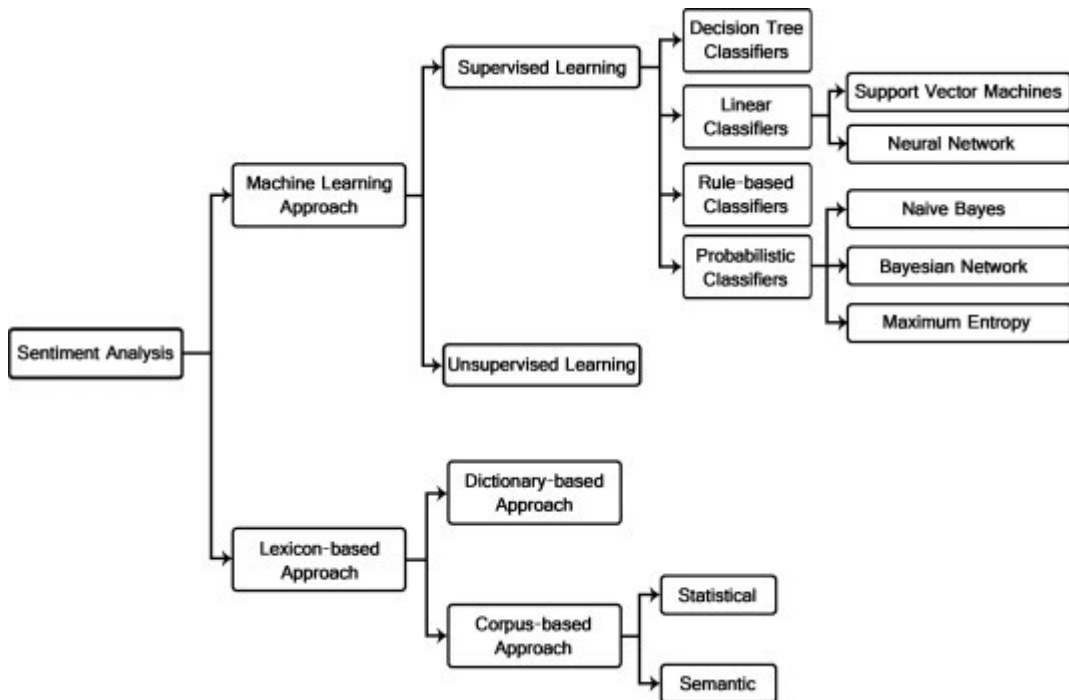 Sentiment Analysis
Machine Learning
Approach
Supervised Learning
Decision Tree
Classifiers
Linear
Classifiers
Support Vector Machines
Neural Network
Rule-based
Classifiers
Probabilistic
Classifiers
Naive Bayes
Bayesian Network
Maximum Entropy
Unsupervised Learning
Lexicon-based
Approach
Dictionary-based
Approach
Corpus-based
Approach
Statistical
Semantic